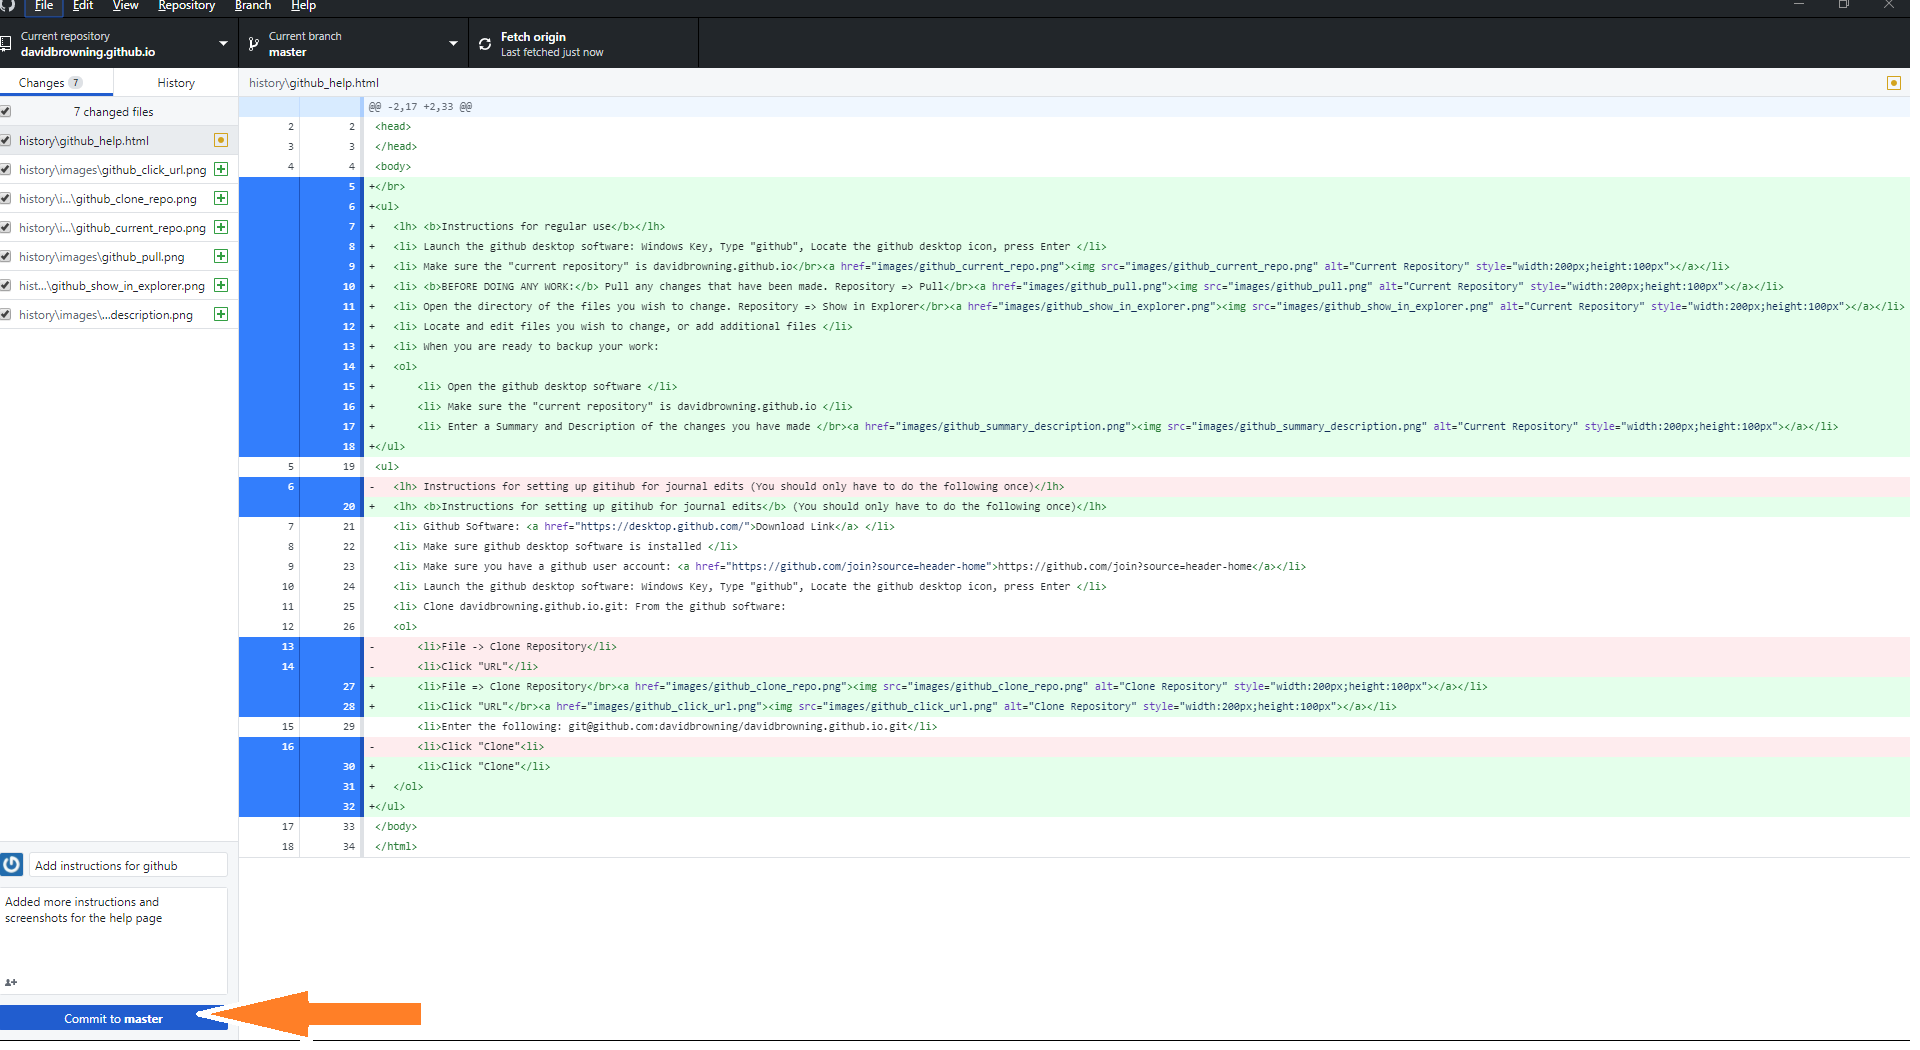 File Edit View Repository Branch Help
Current repository
davidbrowning.github.io
Current branch
master
Fetch origin
Last fetched just now
Changes 7 History
history\github_help.html
7 changed files
history\github_help.html
history\images\github_click_url.png
history\i...\github_clone_repo.png
history\i...\github_current_repo.png
history\images\github_pull.png
hist...\github_show_in_explorer.png
history\images\...description.png
@@ -2,17 +2,33 @@
2 2 <head>
3 3 </head>
4 4 <body>
5 +</br>
6 +<ul>
7 + <lh> <b>Instructions for regular use</b></lh>
8 + <li> Launch the github desktop software: Windows Key, Type "github", Locate the github desktop icon, press Enter </li>
9 + <li> Make sure the "current repository" is davidbrowning.github.io</br><a href="images/github_current_repo.png"><img src="images/github_current_repo.png" alt="Current Repository" style="width:200px;height:100px"></a></li>
10 + <li> <b>BEFORE DOING ANY WORK:</b> Pull any changes that have been made. Repository => Pull</br><a href="images/github_pull.png"><img src="images/github_pull.png" alt="Current Repository" style="width:200px;height:100px"></a></li>
11 + <li> Open the directory of the files you wish to change. Repository => Show in Explorer</br><a href="images/github_show_in_explorer.png"><img src="images/github_show_in_explorer.png" alt="Current Repository" style="width:200px;height:100px"></a></li>
12 + <li> Locate and edit files you wish to change, or add additional files </li>
13 + <li> When you are ready to backup your work:
14 + <ol>
15 + <li> Open the github desktop software </li>
16 + <li> Make sure the "current repository" is davidbrowning.github.io </li>
17 + <li> Enter a Summary and Description of the changes you have made </br><a href="images/github_summary_description.png"><img src="images/github_summary_description.png" alt="Current Repository" style="width:200px;height:100px"></a></li>
18 +</ul>
5 19 <ul>
6 - <lh> Instructions for setting up gitihub for journal edits (You should only have to do the following once)</lh>
20 + <lh> <b>Instructions for setting up gitihub for journal edits</b> (You should only have to do the following once)</lh>
7 21 <li> Github Software: <a href="https://desktop.github.com/">Download Link</a> </li>
8 22 <li> Make sure github desktop software is installed </li>
9 23 <li> Make sure you have a github user account: <a href="https://github.com/join?source=header-home">https://github.com/join?source=header-home</a></li>
10 24 <li> Launch the github desktop software: Windows Key, Type "github", Locate the github desktop icon, press Enter </li>
11 25 <li> Clone davidbrowning.github.io.git: From the github software:
12 26 <ol>
13 - <li>File -> Clone Repository</li>
14 - <li>Click "URL"</li>
27 + <li>File => Clone Repository</br><a href="images/github_clone_repo.png"><img src="images/github_clone_repo.png" alt="Clone Repository" style="width:200px;height:100px"></a></li>
28 + <li>Click "URL"</br><a href="images/github_click_url.png"><img src="images/github_click_url.png" alt="Clone Repository" style="width:200px;height:100px"></a></li>
15 29 <li>Enter the following: git@github.com:davidbrowning/davidbrowning.github.io.git</li>
16 - <li>Click "Clone"<li>
30 + <li>Click "Clone"</li>
31 + </ol>
32 +</ul>
17 33 </body>
18 34 </html>
Add instructions for github
Added more instructions and
screenshots for the help page
Commit to master